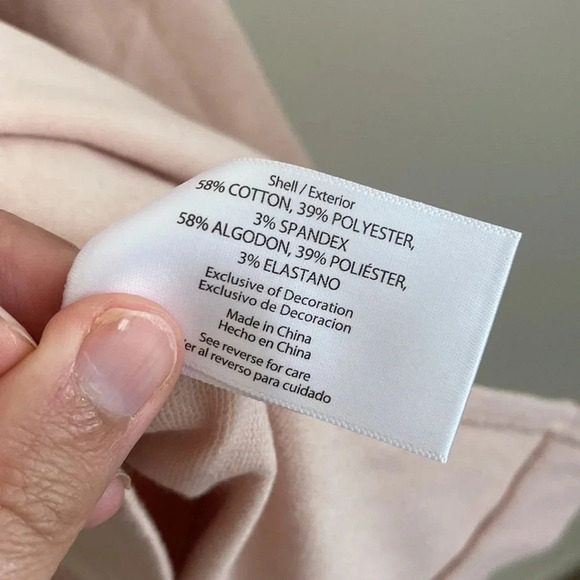 Shell / Exterior
58% COTTON, 39% POLYESTER,
3% SPANDEX
58% ALGODON, 39% POLIÉSTER,
3% ELASTANO
Exclusive of Decoration
Exclusivo de Decoracion
Made in China
Hecho en China
See reverse for care
al reverso para cuidado